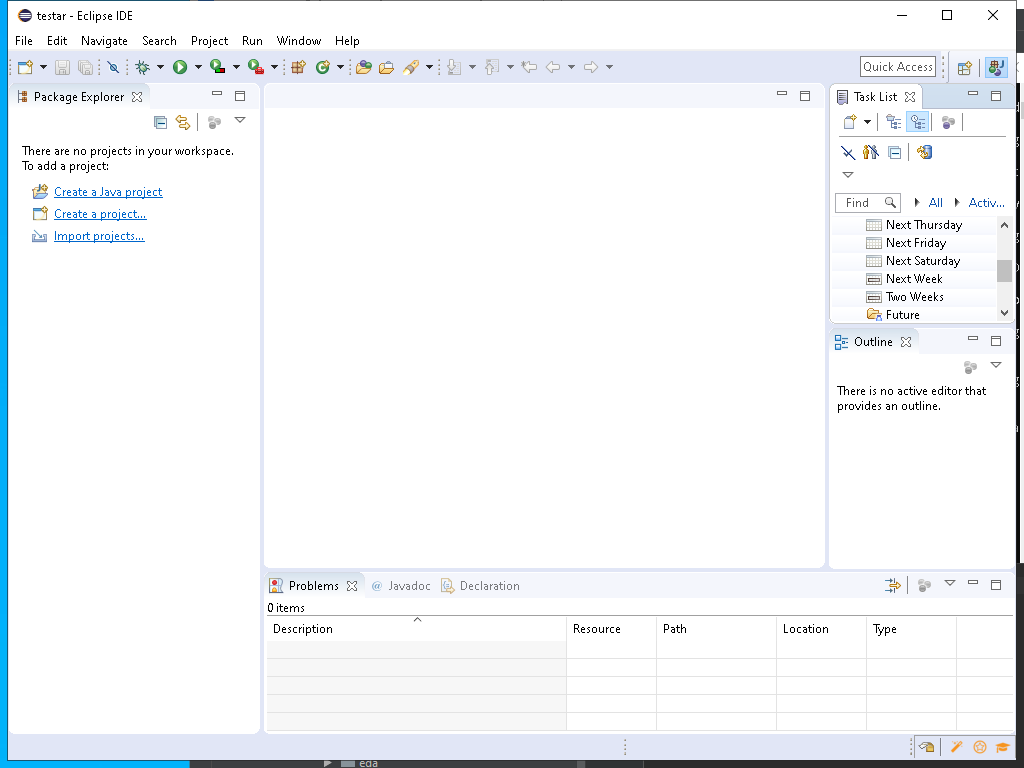 testar - Eclipse IDE
File Edit Navigate Search Project Run Window Help
Quick Access
Package Explorer
There are no projects in your workspace.
To add a project:
Create a Java project
Create a project...
Import projects...
Task List
Find
All
Activ...
Next Thursday
Next Friday
Next Saturday
Next Week
Two Weeks
Future
Outline
There is no active editor that
provides an outline.
Problems @ Javadoc Declaration
0 items
Description Resource Path Location Type
eda